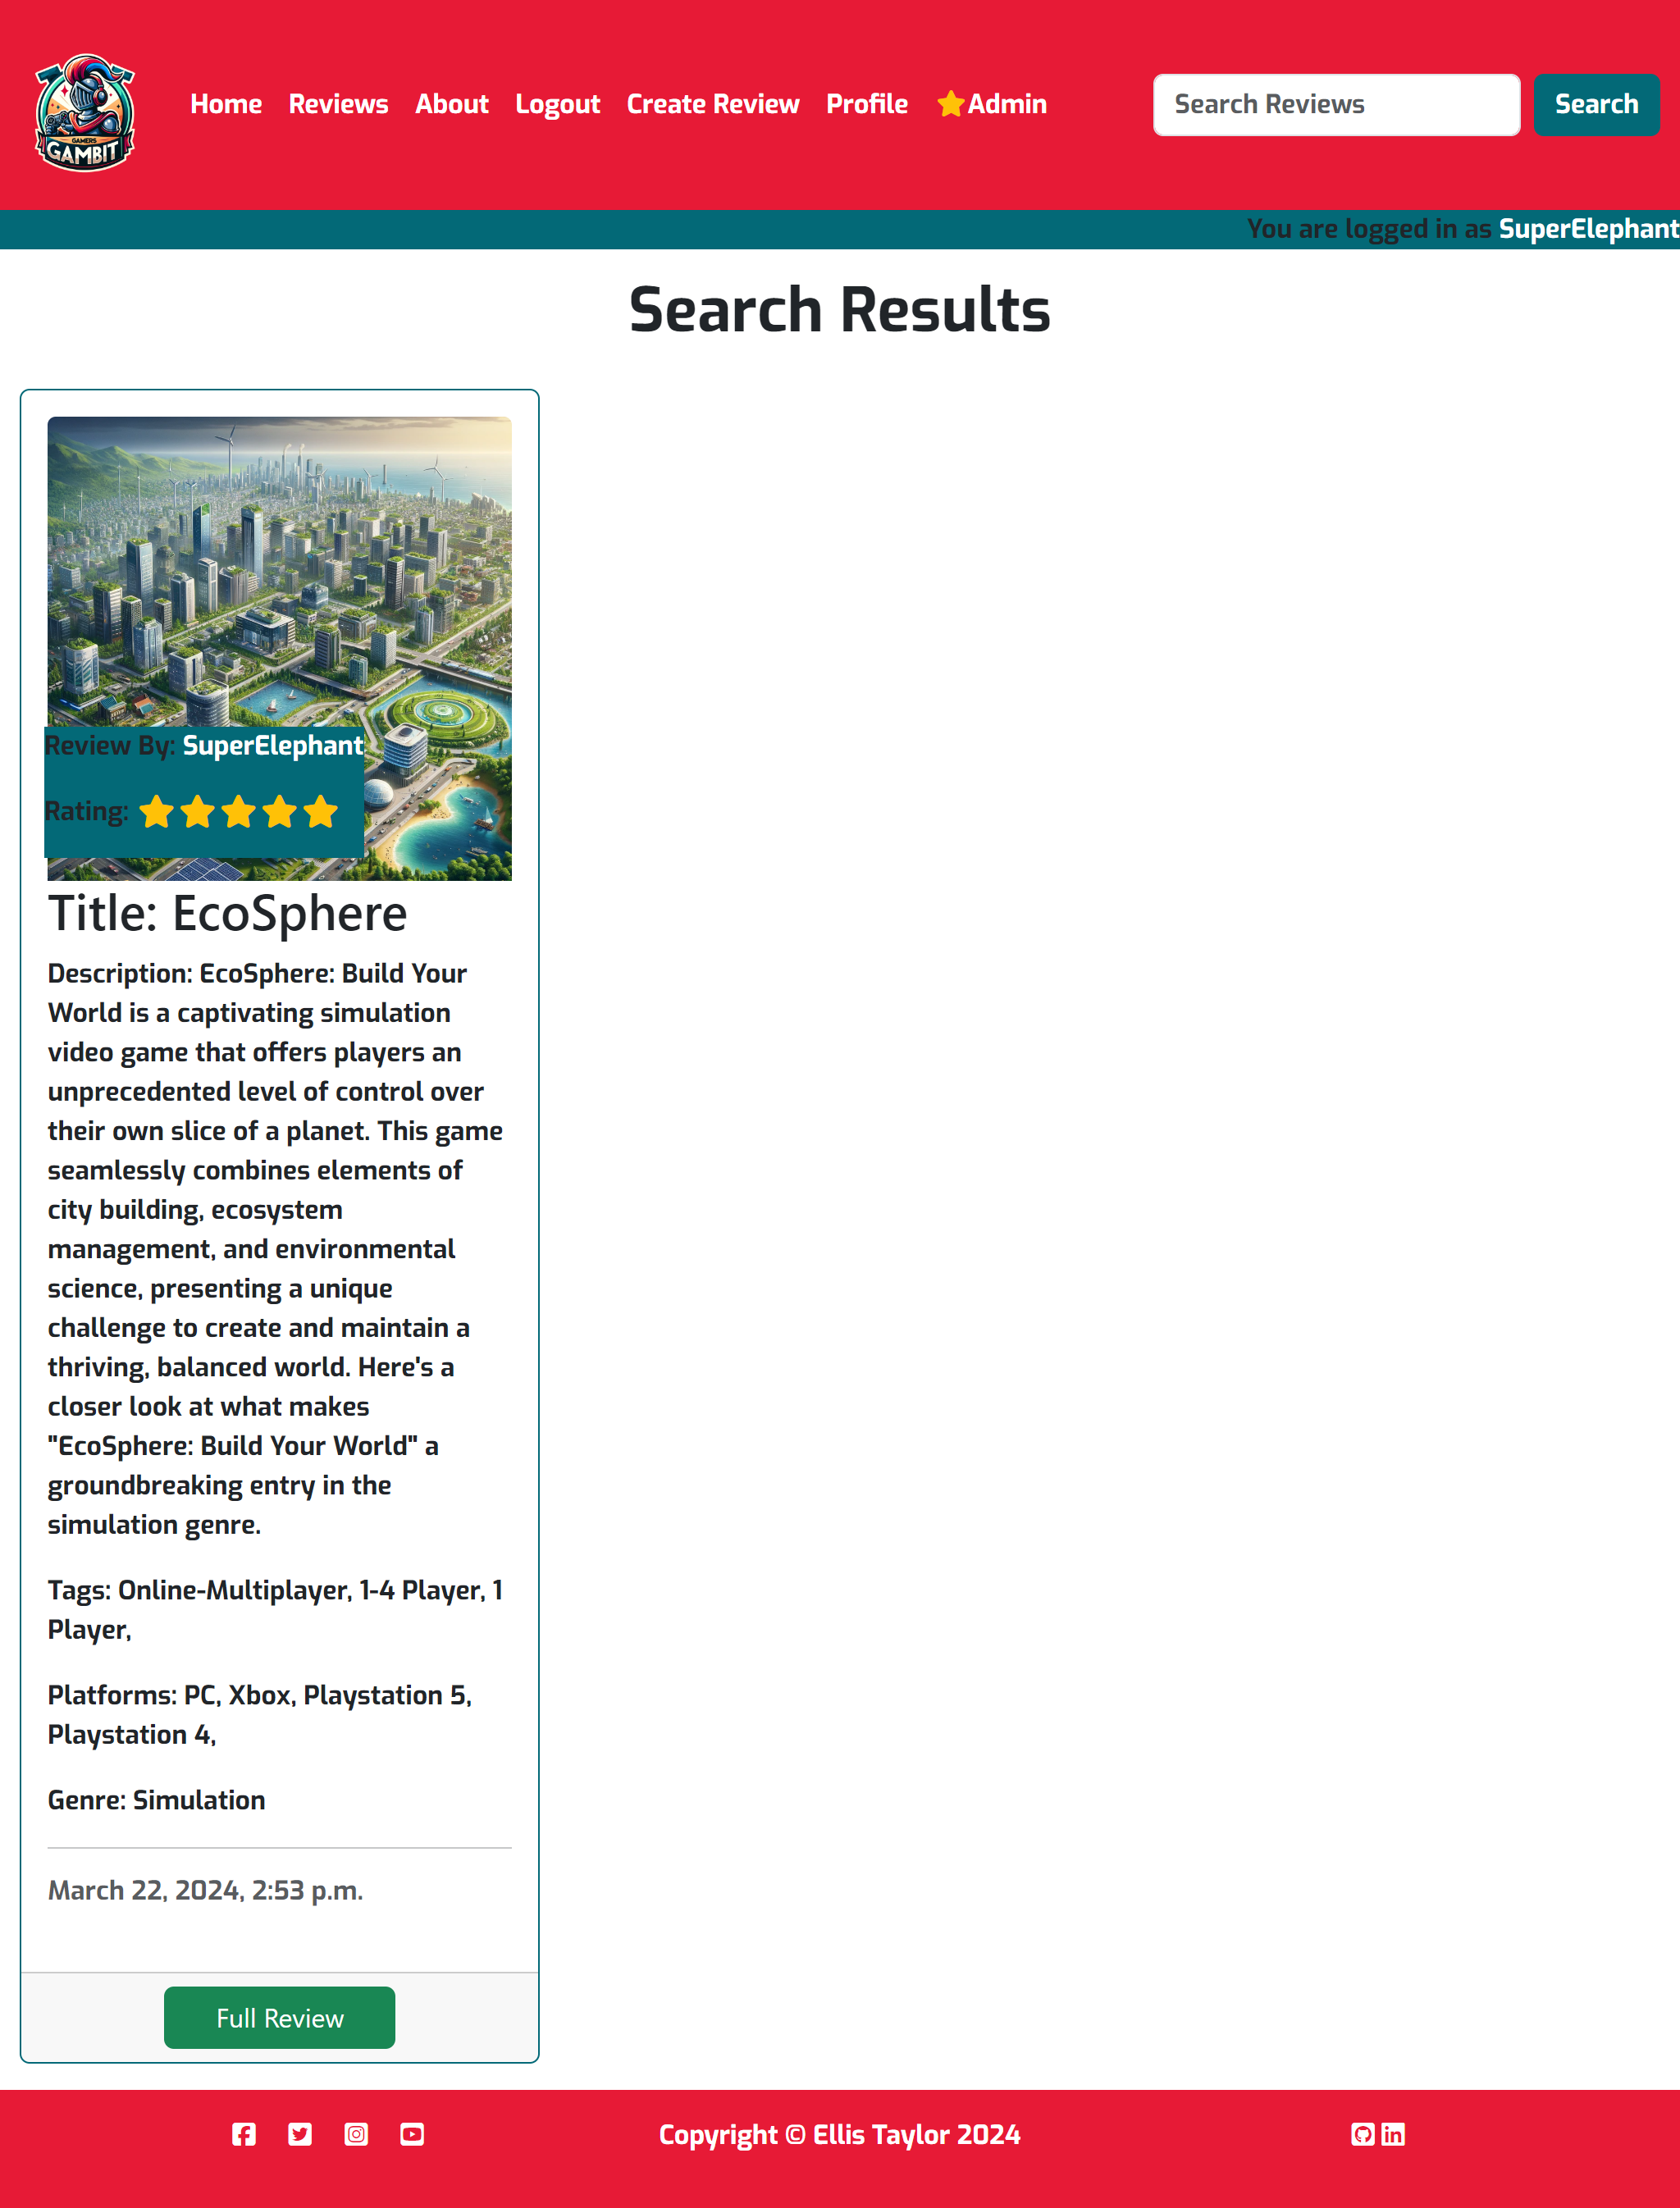 GAMERS
GAMBIT
Home Reviews About Logout Create Review Profile Admin Search Reviews Search
You are logged in as SuperElephant
Search Results
Review By: SuperElephant
Rating:
Title: EcoSphere
Description: EcoSphere: Build Your
World is a captivating simulation
video game that offers players an
unprecedented level of control over
their own slice of a planet. This game
seamlessly combines elements of
city building, ecosystem
management, and environmental
science, presenting a unique
challenge to create and maintain a
thriving, balanced world. Here's a
closer look at what makes
"EcoSphere: Build Your World" a
groundbreaking entry in the
simulation genre.
Tags: Online-Multiplayer, 1-4 Player, 1
Player,
Platforms: PC, Xbox, Playstation 5,
Playstation 4,
Genre: Simulation
March 22, 2024, 2:53 p.m.
Full Review
Copyright © Ellis Taylor 2024